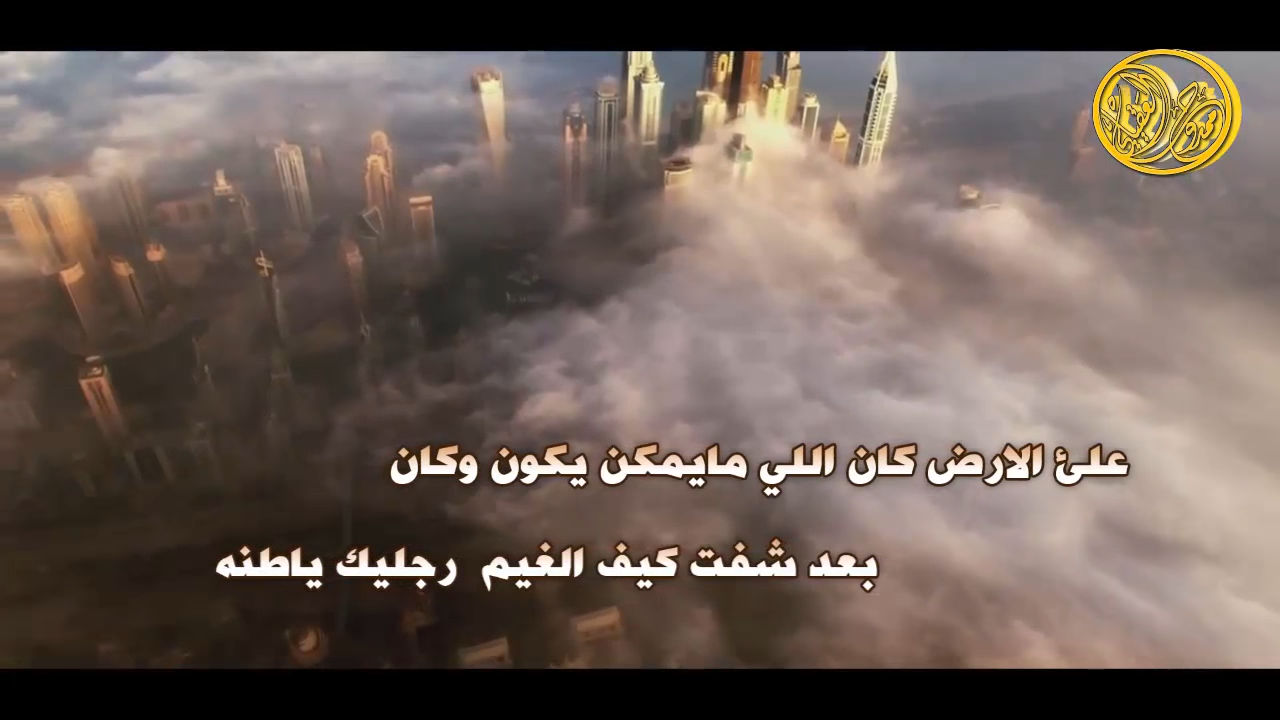 علئ الارض كان اللي مايمكن يكون وكان
بعد شفت كيف الغيم رجليك ياطنه